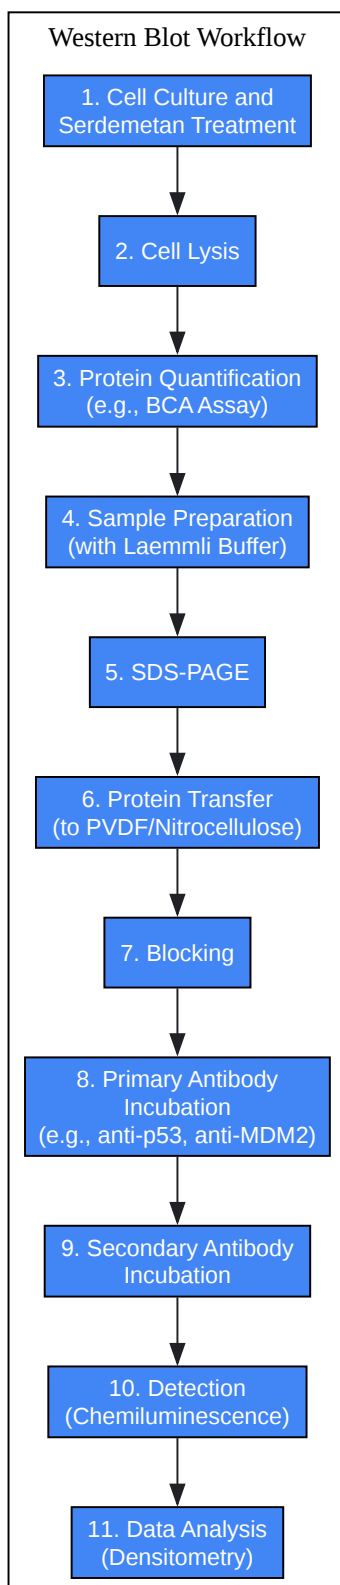 Western Blot Workflow
1. Cell Culture and
Serdemetan Treatment
2. Cell Lysis
3. Protein Quantification
(e.g., BCA Assay)
4. Sample Preparation
(with Laemmli Buffer)
5. SDS-PAGE
6. Protein Transfer
(to PVDF/Nitrocellulose)
7. Blocking
8. Primary Antibody
Incubation
(e.g., anti-p53, anti-MDM2)
9. Secondary Antibody
Incubation
10. Detection
(Chemiluminescence)
11. Data Analysis
(Densitometry)